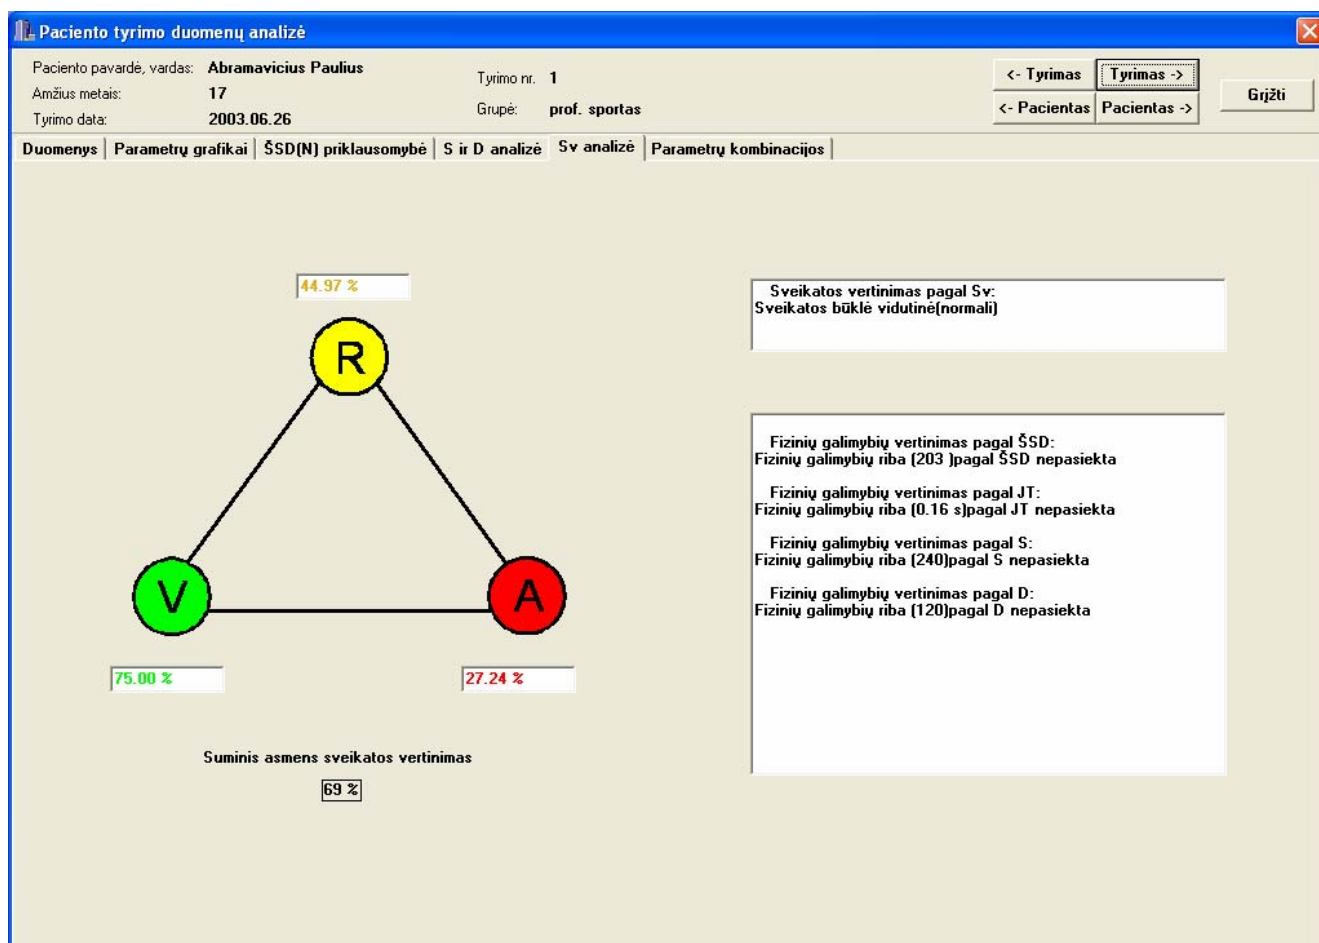 Paciento tyrimo duomenų analizė
Paciento pavardė, vardas: Abramavicius Paulius
Amžius metais: 17
Tyrimo data: 2003.06.26
Tyrimo nr. 1
Grupė: prof. sportas
<- Tyrimas Tyrimas ->
<- Pacientas Pacientas ->
Grįžti
Duomenys Parametrų grafikai ŠSD(N) priklausomybė S ir D analizė Sv analizė Parametrų kombinacijos
44.97 %
R
V
A
75.00 %
27.24 %
Suminis asmens sveikatos vertinimas
69 %
Sveikatos vertinimas pagal Sv:
Sveikatos būklė vidutinė(normali)
Fizinių galimybių vertinimas pagal ŠSD:
Fizinių galimybių riba (203 )pagal ŠSD nepasiekta
Fizinių galimybių vertinimas pagal JT:
Fizinių galimybių riba (0.16 s)pagal JT nepasiekta
Fizinių galimybių vertinimas pagal S:
Fizinių galimybių riba (240)pagal S nepasiekta
Fizinių galimybių vertinimas pagal D:
Fizinių galimybių riba (120)pagal D nepasiekta